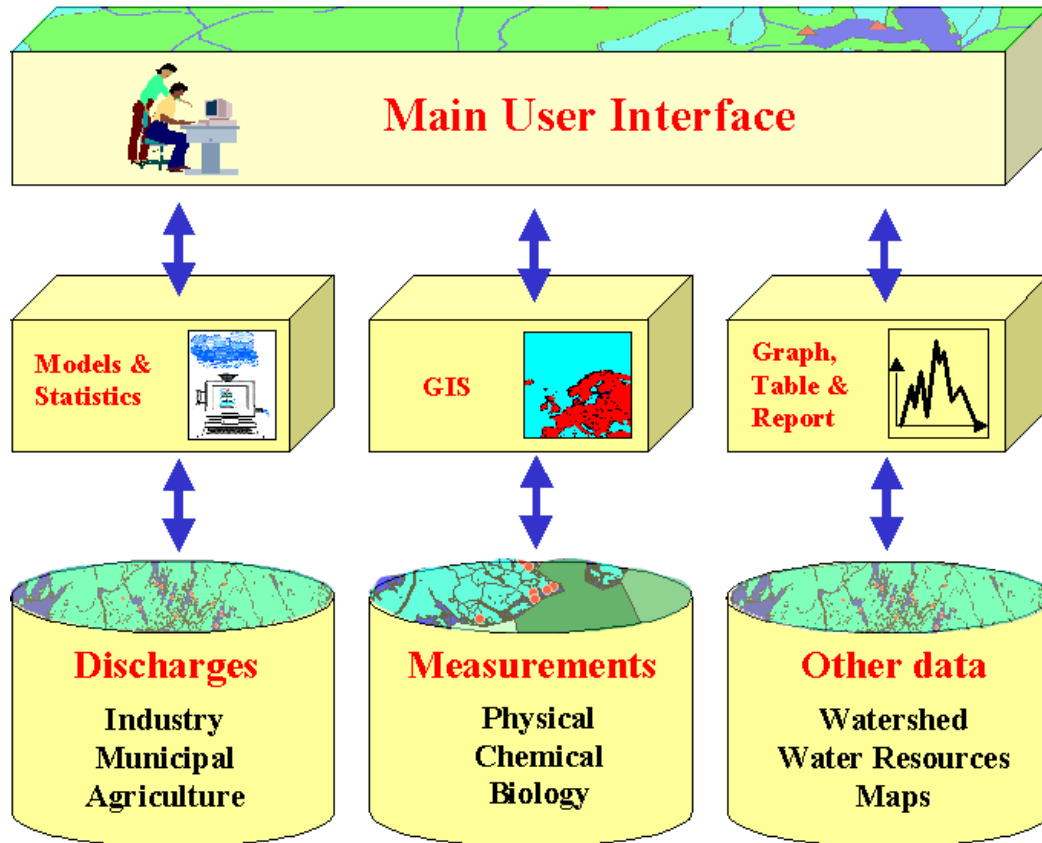 Main User Interface
Models &
Statistics
GIS
Graph,
Table &
Report
Discharges
Industry
Municipal
Agriculture
Measurements
Physical
Chemical
Biology
Other data
Watershed
Water Resources
Maps